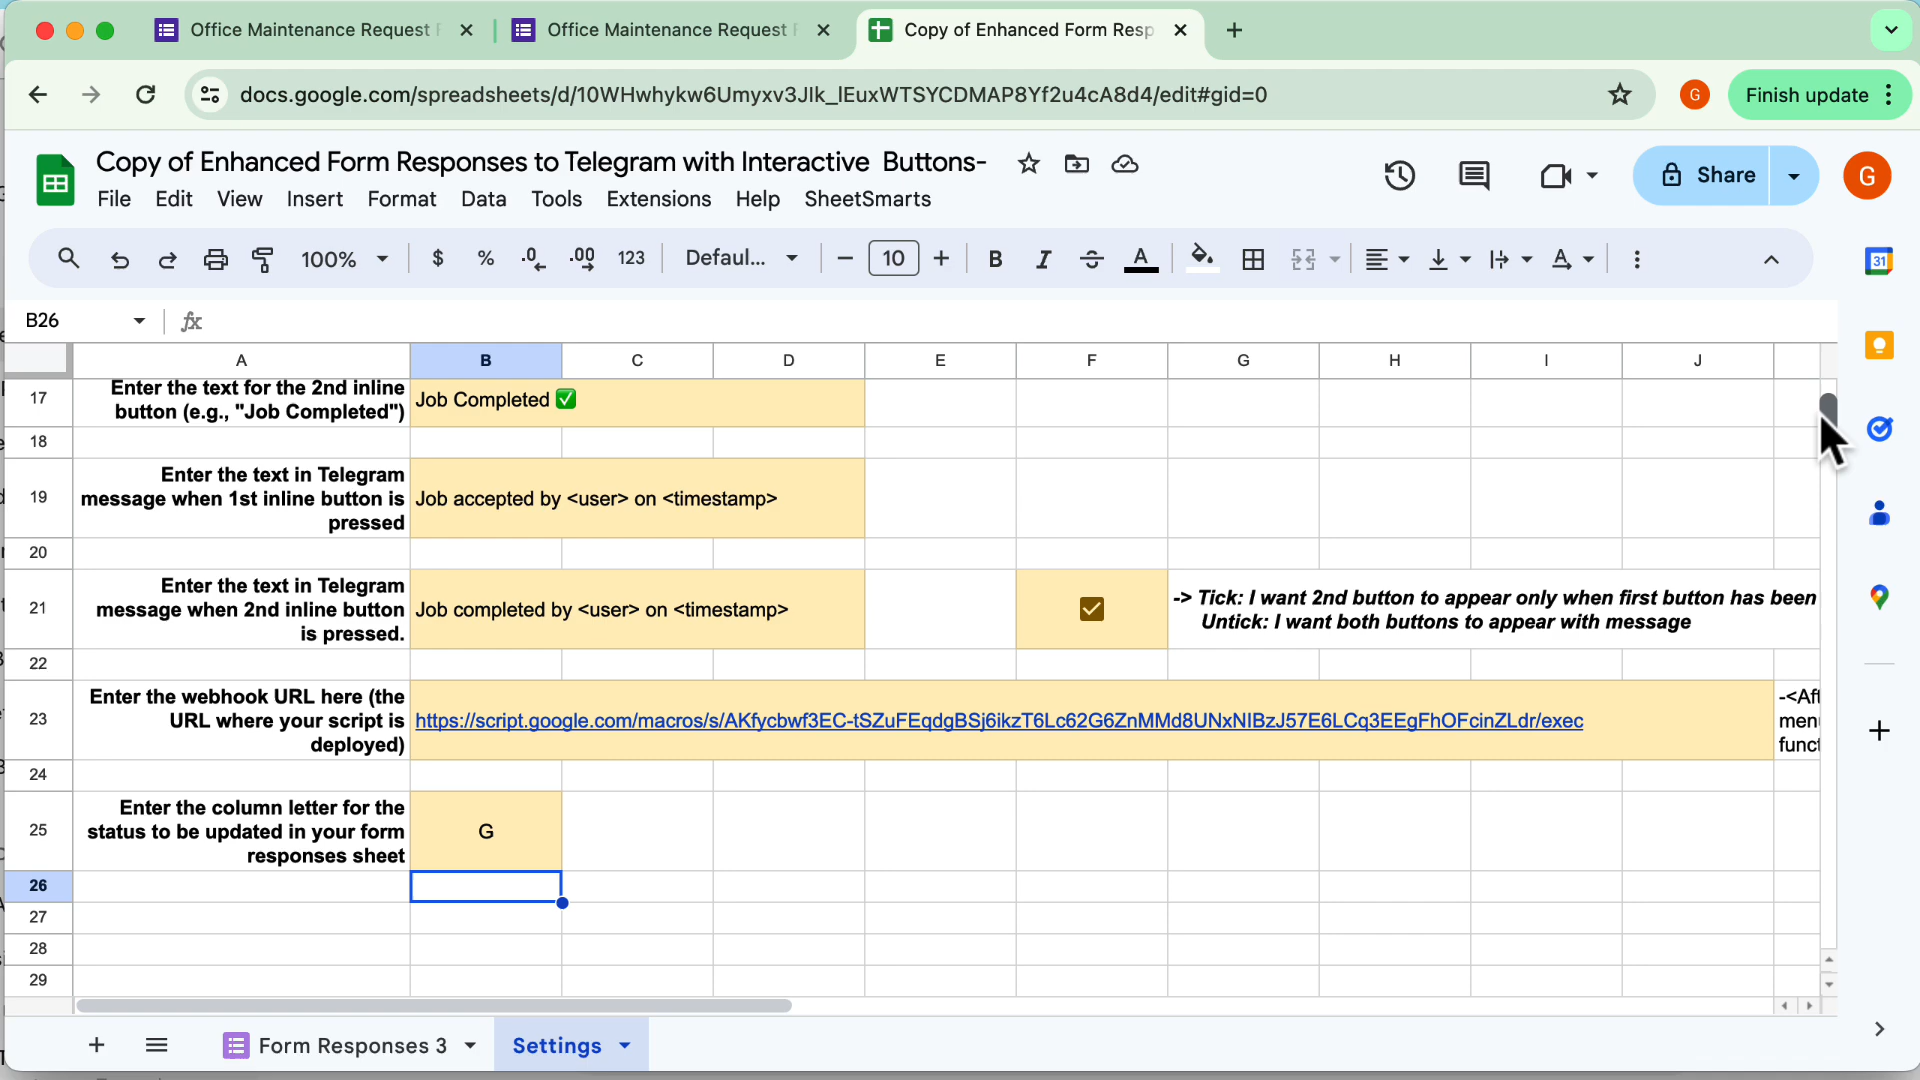 Office Maintenance Request F
Office Maintenance Request F
Copy of Enhanced Form Resp
docs.google.com/spreadsheets/d/10WHwhykw6Umyxv3JIk_lEuxWTSYCDMAP8Yf2u4cA8d4/edit#gid=0
G
Finish update
Copy of Enhanced Form Responses to Telegram with Interactive Buttons-
Share
G
File Edit View Insert Format Data Tools Extensions Help SheetSmarts
100% $ % .0 .00 123 Defaul... 10 B I A
31
B26 fx
A B C D E F G H I J
17 Enter the text for the 2nd inline
button (e.g., "Job Completed") Job Completed ✅
18
19 Enter the text in Telegram
message when 1st inline button is Job accepted by <user> on <timestamp>
pressed
20
21 Enter the text in Telegram
message when 2nd inline button Job completed by <user> on <timestamp>
is pressed.
-> Tick: I want 2nd button to appear only when first button has been
Untick: I want both buttons to appear with message
22
23 Enter the webhook URL here (the
URL where your script is https://script.google.com/macros/s/AKfycbwf3EC-tSZuFEqdgBSj6ikzT6Lc62G6ZnMMd8UNxNIBzJ57E6LCq3EEgFhOFcinZLdr/exec
deployed)
-<Aft
men
funct
24
25 Enter the column letter for the
status to be updated in your form G
responses sheet
26
27
28
29
Form Responses 3 Settings